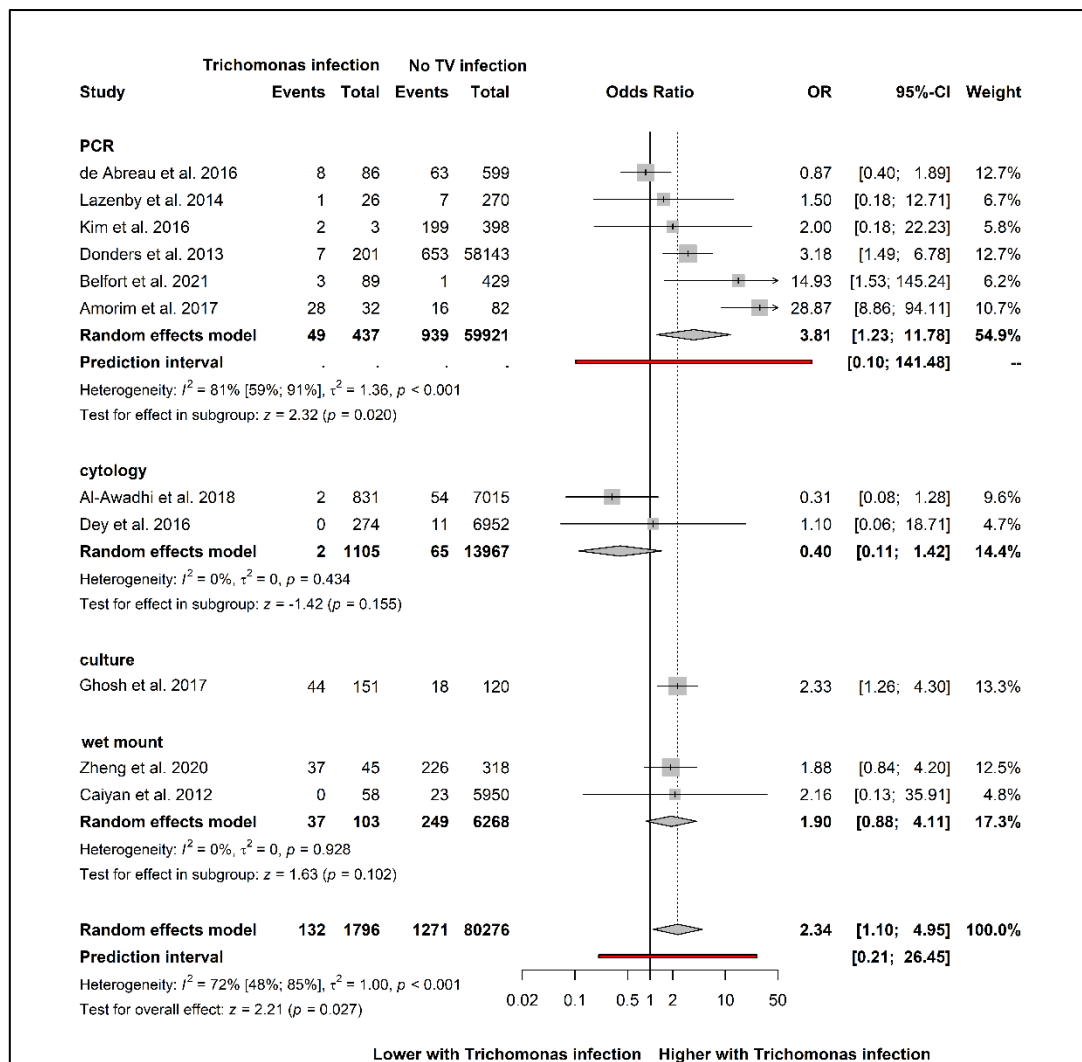 Trichomonas infection No TV infection
Study Events Total Events Total Odds Ratio OR 95%-CI Weight
PCR
de Abreau et al. 2016 8 86 63 599 0.87 [0.40; 1.89] 12.7%
Lazenby et al. 2014 1 26 7 270 1.50 [0.18; 12.71] 6.7%
Kim et al. 2016 2 3 199 398 2.00 [0.18; 22.23] 5.8%
Donders et al. 2013 7 201 653 58143 3.18 [1.49; 6.78] 12.7%
Belfort et al. 2021 3 89 1 429 14.93 [1.53; 145.24] 6.2%
Amorim et al. 2017 28 32 16 82 28.87 [8.86; 94.11] 10.7%
Random effects model 49 437 939 59921 3.81 [1.23; 11.78] 54.9%
Prediction interval . . . . [0.10; 141.48] --
Heterogeneity: I² = 81% [59%; 91%], τ² = 1.36, p < 0.001
Test for effect in subgroup: z = 2.32 (p = 0.020)
cytology
Al-Awadhi et al. 2018 2 831 54 7015 0.31 [0.08; 1.28] 9.6%
Dey et al. 2016 0 274 11 6952 1.10 [0.06; 18.71] 4.7%
Random effects model 2 1105 65 13967 0.40 [0.11; 1.42] 14.4%
Heterogeneity: I² = 0%, τ² = 0, p = 0.434
Test for effect in subgroup: z = -1.42 (p = 0.155)
culture
Ghosh et al. 2017 44 151 18 120 2.33 [1.26; 4.30] 13.3%
wet mount
Zheng et al. 2020 37 45 226 318 1.88 [0.84; 4.20] 12.5%
Caiyan et al. 2012 0 58 23 5950 2.16 [0.13; 35.91] 4.8%
Random effects model 37 103 249 6268 1.90 [0.88; 4.11] 17.3%
Heterogeneity: I² = 0%, τ² = 0, p = 0.928
Test for effect in subgroup: z = 1.63 (p = 0.102)
Random effects model 132 1796 1271 80276 2.34 [1.10; 4.95] 100.0%
Prediction interval [0.21; 26.45]
Heterogeneity: I² = 72% [48%; 85%], τ² = 1.00, p < 0.001
Test for overall effect: z = 2.21 (p = 0.027)
0.02 0.1 0.5 1 2 10 50
Lower with Trichomonas infection Higher with Trichomonas infection